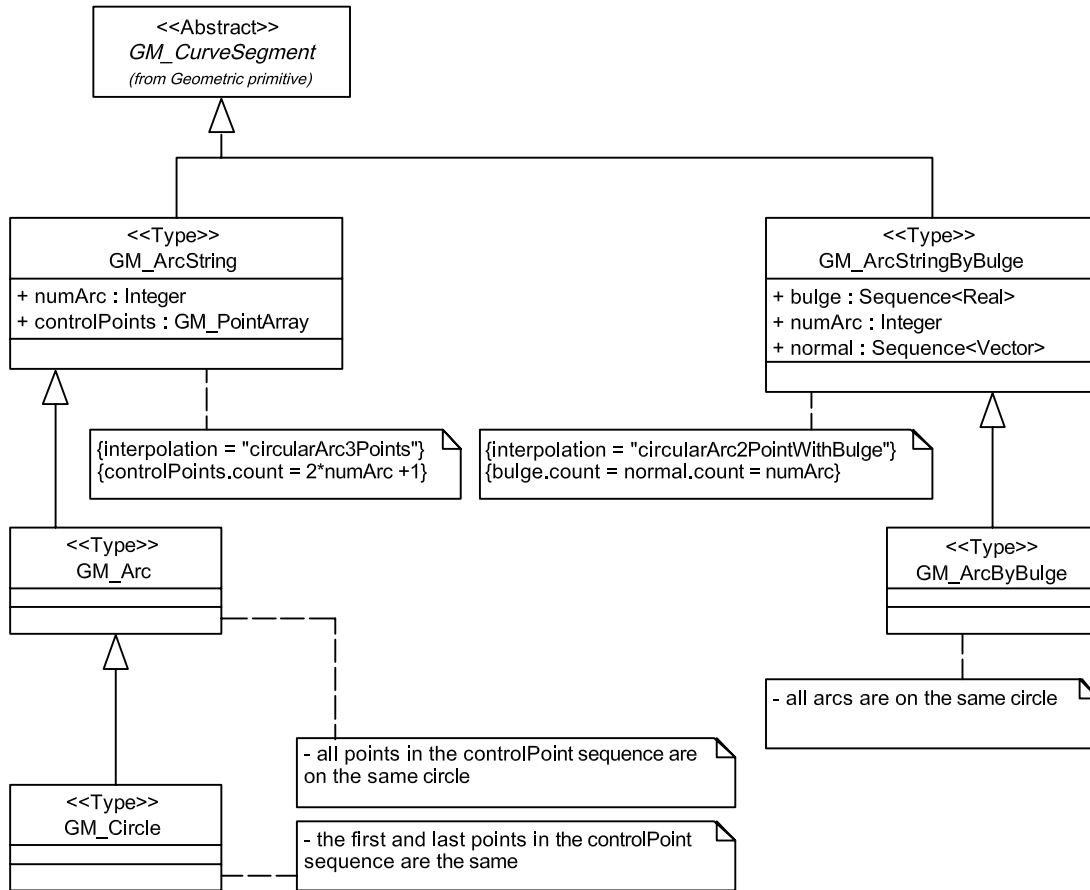 <<Abstract>>
GM_CurveSegment
(from Geometric primitive)
<<Type>>
GM_ArcString
+ numArc : Integer
+ controlPoints : GM_PointArray
<<Type>>
GM_ArcStringByBulge
+ bulge : Sequence<Real>
+ numArc : Integer
+ normal : Sequence<Vector>
{interpolation = "circularArc3Points"}
{controlPoints.count = 2*numArc +1}
{interpolation = "circularArc2PointWithBulge"}
{bulge.count = normal.count = numArc}
<<Type>>
GM_Arc
<<Type>>
GM_ArcByBulge
- all arcs are on the same circle
- all points in the controlPoint sequence are
on the same circle
<<Type>>
GM_Circle
- the first and last points in the controlPoint
sequence are the same